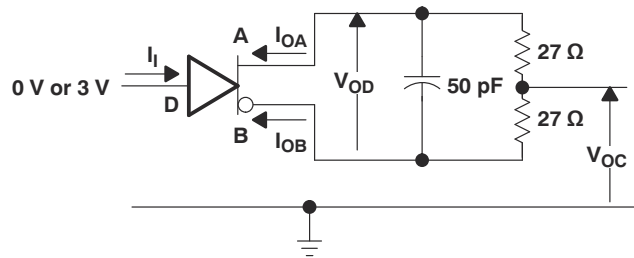 A
I_OA
I_I
0 V or 3 V
D
B
I_OB
V_OD
50 pF
27 Ω
27 Ω
V_OC